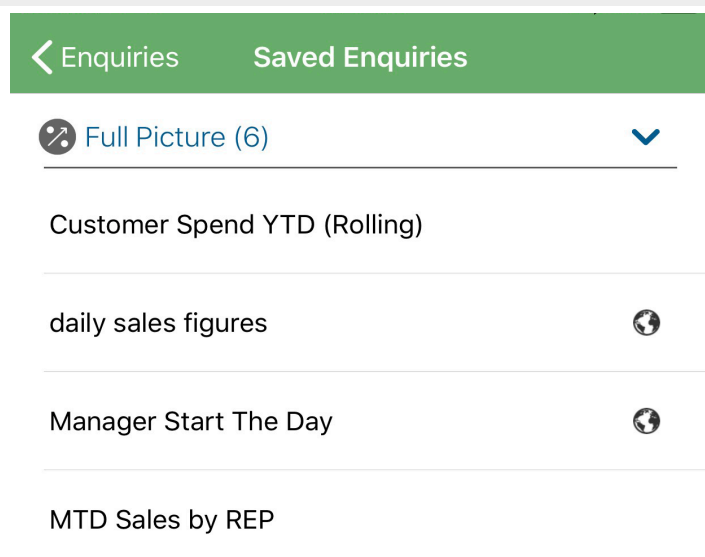 Enquiries Saved Enquiries
Full Picture (6)
Customer Spend YTD (Rolling)
daily sales figures
Manager Start The Day
MTD Sales by REP